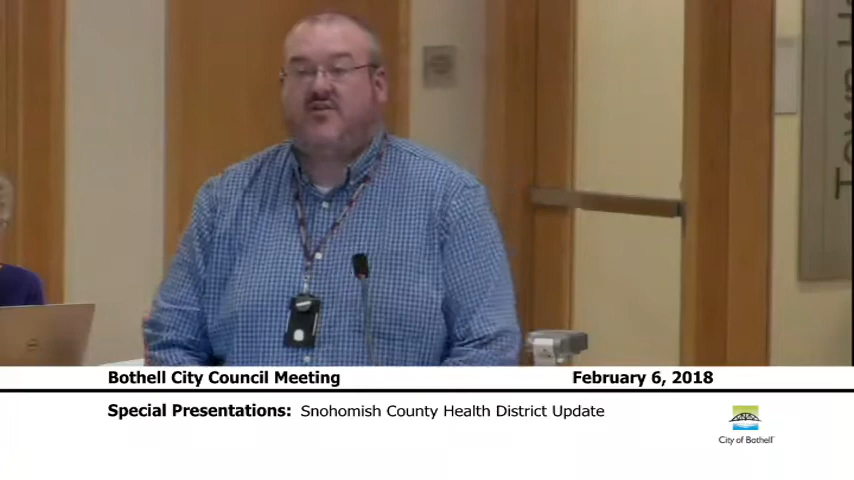 Bothell City Council Meeting
February 6, 2018
Special Presentations: Snohomish County Health District Update
City of Bothell